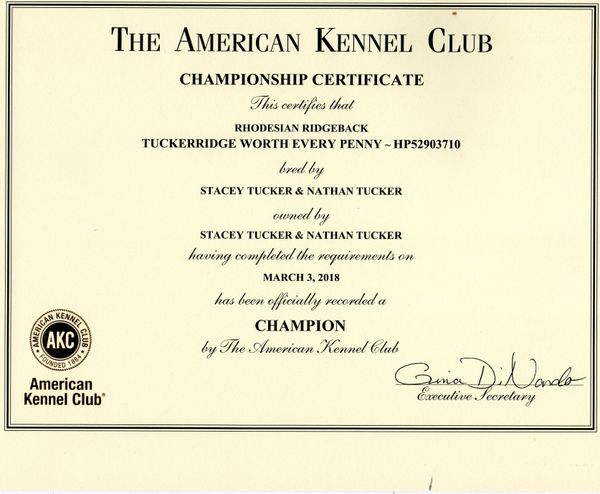 THE AMERICAN KENNEL CLUB
CHAMPIONSHIP CERTIFICATE
This certifies that
RHODESIAN RIDGEBACK
TUCKERRIDGE WORTH EVERY PENNY ~ HP52903710
bred by
STACEY TUCKER & NATHAN TUCKER
owned by
STACEY TUCKER & NATHAN TUCKER
having completed the requirements on
MARCH 3, 2018
has been officially recorded a
CHAMPION
by The American Kennel Club
AMERICAN KENNEL CLUB
AKC
FOUNDED 1884
American
Kennel Club®
Gina DiNardo
Executive Secretary